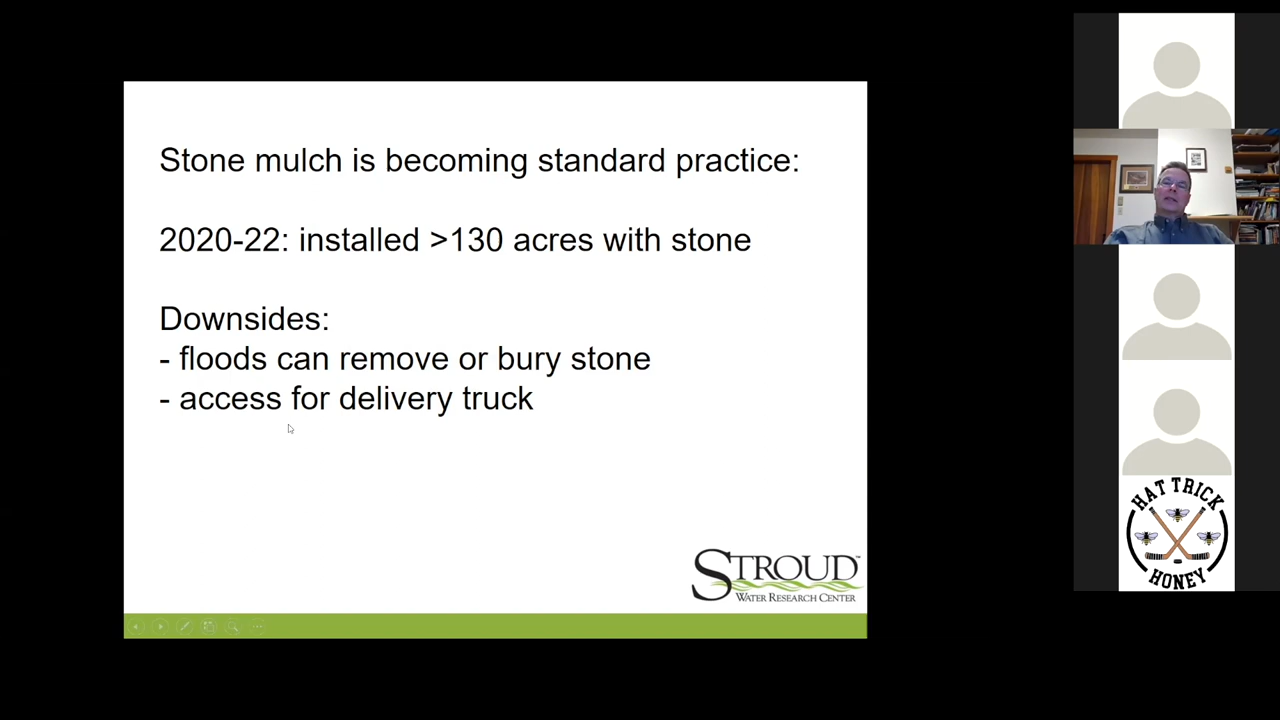 Stone mulch is becoming standard practice:
2020-22: installed >130 acres with stone
Downsides:
- floods can remove or bury stone
- access for delivery truck
STROUD™
WATER RESEARCH CENTER
HAT TRICK
HONEY